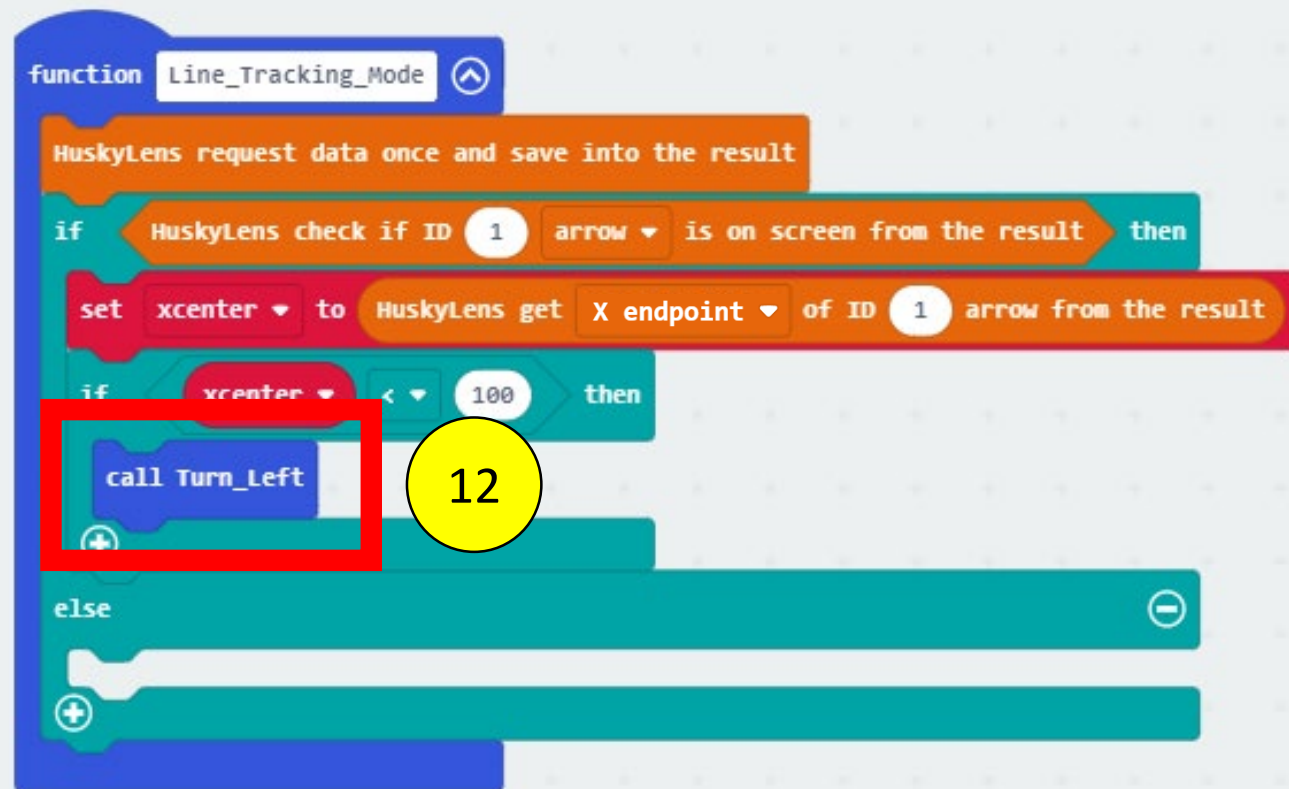 function Line_Tracking_Mode
HuskyLens request data once and save into the result
if HuskyLens check if ID 1 arrow is on screen from the result then
set xcenter to HuskyLens get X endpoint of ID 1 arrow from the result
if xcenter < 100 then
call Turn_Left 12
else